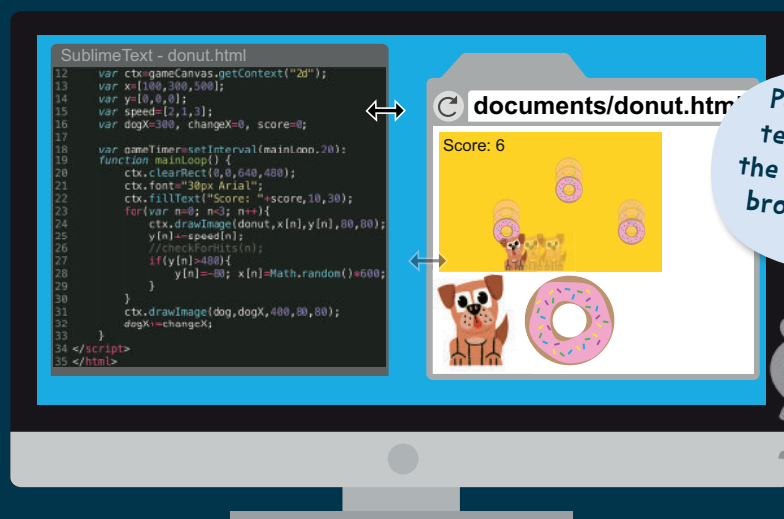 SublimeText - donut.html
12 var ctx=gameCanvas.getContext("2d");
13 var x=[100,300,500];
14 var y=[0,0,0];
15 var speed=[2,1,3];
16 var dogX=300, changeX=0, score=0;
17
18 var gameTimer=setInterval(mainLoop,20);
19 function mainLoop() {
20 ctx.clearRect(0,0,640,480);
21 ctx.font="30px Arial";
22 ctx.fillText("Score: "+score,10,30);
23 for(var n=0; n<3; n++){
24 ctx.drawImage(donut,x[n],y[n],80,80);
25 y[n]+=speed[n];
26 //checkForHits(n);
27 if(y[n]>480){
28 y[n]=-80; x[n]=Math.random()*600;
29 }
30 }
31 ctx.drawImage(dog,dogX,400,80,80);
32 dogX+=changeX;
33 }
34 </script>
35 </html>
documents/donut.htm
Score: 6
the